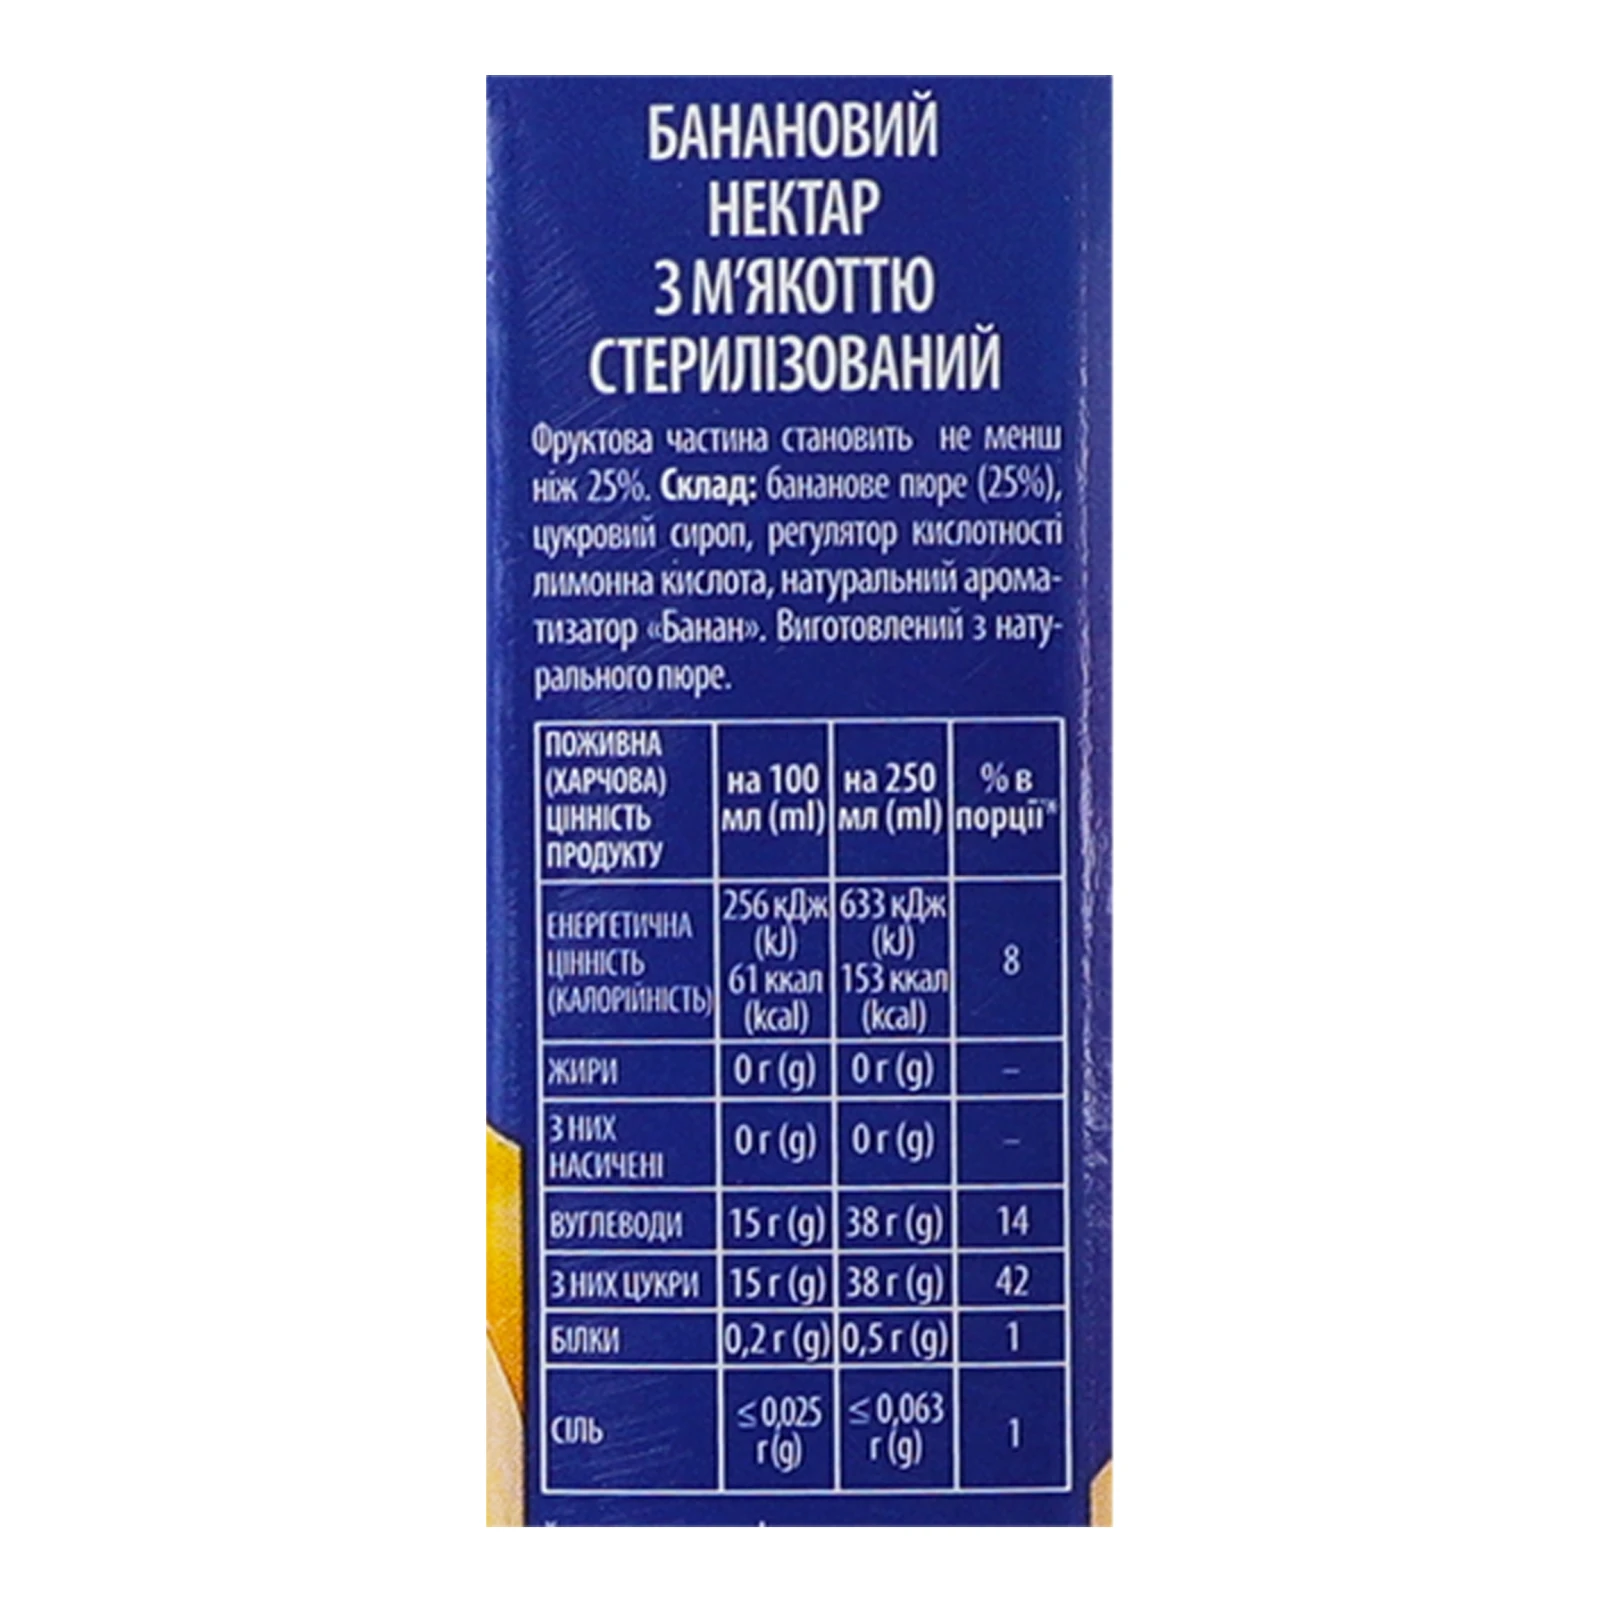 БАНАНОВИЙ
НЕКТАР
З М'ЯКОТТЮ
СТЕРИЛІЗОВАНИЙ
Фруктова частина становить не менш
ніж 25%. Склад: бананове пюре (25%),
цукровий сироп, регулятор кислотності
лимонна кислота, натуральний арома-
тизатор «Банан». Виготовлений з нату-
рального пюре.
ПОЖИВНА (ХАРЧОВА) ЦІННІСТЬ ПРОДУКТУ на 100 мл (ml) на 250 мл (ml) % в порції
ЕНЕРГЕТИЧНА ЦІННІСТЬ (КАЛОРІЙНІСТЬ) 256 кДж (kJ) 61 ккал (kcal) 633 кДж (kJ) 153 ккал (kcal) 8
ЖИРИ 0 г (g) 0 г (g) –
З НИХ НАСИЧЕНІ 0 г (g) 0 г (g) –
ВУГЛЕВОДИ 15 г (g) 38 г (g) 14
З НИХ ЦУКРИ 15 г (g) 38 г (g) 42
БІЛКИ 0,2 г (g) 0,5 г (g) 1
СІЛЬ ≤ 0,025 г (g) ≤ 0,063 г (g) 1